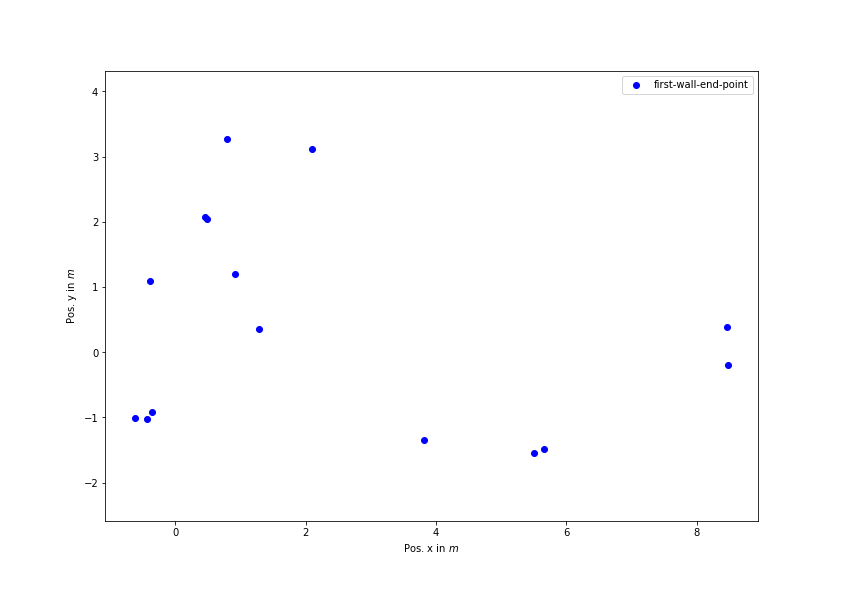 first-wall-end-point
4
3
2
1
0
−1
−2
Pos. y in m
0 2 4 6 8
Pos. x in m